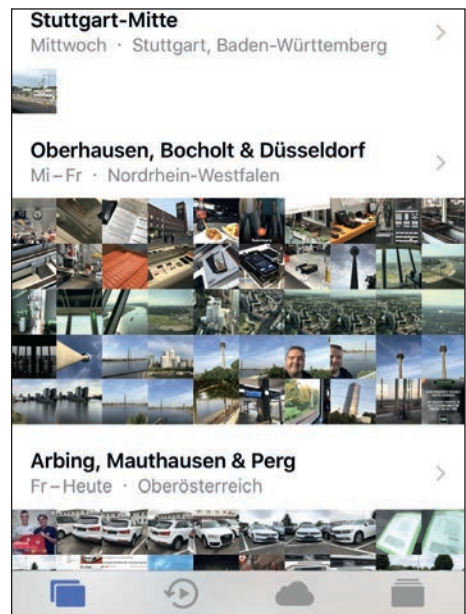 Stuttgart-Mitte
Mittwoch · Stuttgart, Baden-Württemberg
Oberhausen, Bocholt & Düsseldorf
Mi–Fr · Nordrhein-Westfalen
Arbing, Mauthausen & Perg
Fr–Heute · Oberösterreich